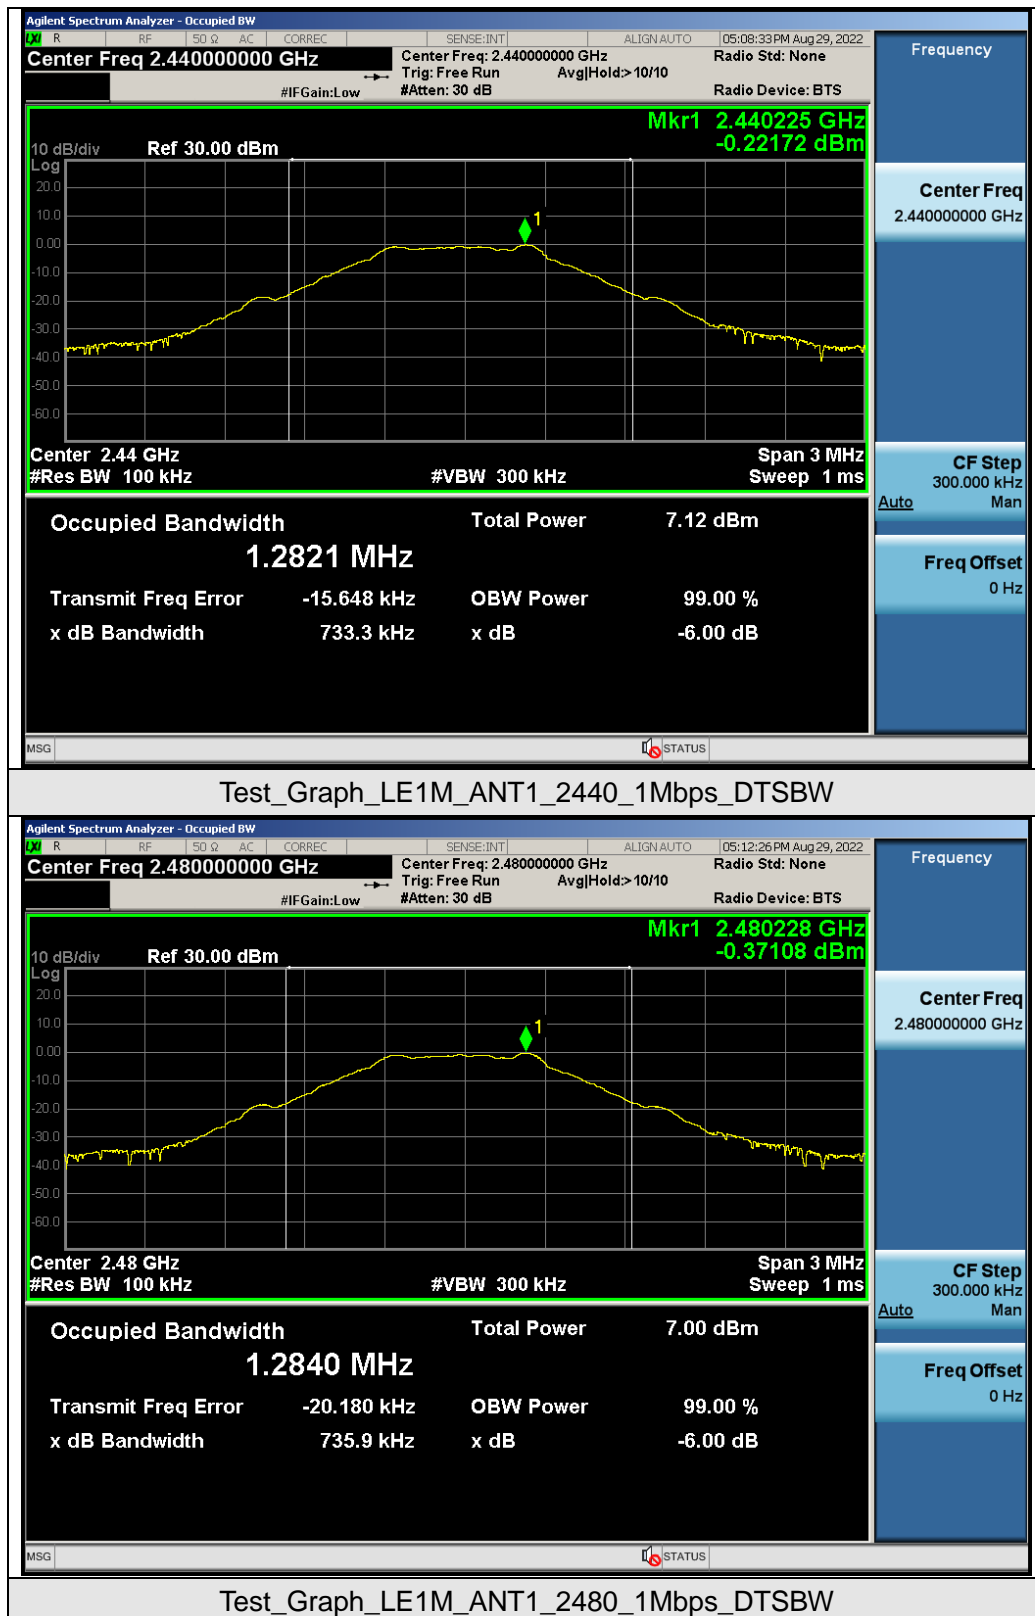 Agilent Spectrum Analyzer - Occupied BW
LXI R RF 50 Ω AC CORREC SENSE:INT ALIGN AUTO 05:08:33 PM Aug 29, 2022
Center Freq 2.440000000 GHz
Center Freq: 2.440000000 GHz Radio Std: None
Trig: Free Run Avg|Hold:> 10/10
#IFGain:Low #Atten: 30 dB Radio Device: BTS
Frequency
Mkr1 2.440225 GHz
10 dB/div Ref 30.00 dBm -0.22172 dBm
Log
20.0
10.0
0.00
-10.0
-20.0
-30.0
-40.0
-50.0
-60.0
1
Center 2.44 GHz Span 3 MHz
#Res BW 100 kHz #VBW 300 kHz Sweep 1 ms
Center Freq
2.440000000 GHz
CF Step
300.000 kHz
Auto Man
Freq Offset
0 Hz
Occupied Bandwidth Total Power 7.12 dBm
1.2821 MHz
Transmit Freq Error -15.648 kHz OBW Power 99.00 %
x dB Bandwidth 733.3 kHz x dB -6.00 dB
MSG STATUS
Test_Graph_LE1M_ANT1_2440_1Mbps_DTSBW
Agilent Spectrum Analyzer - Occupied BW
LXI R RF 50 Ω AC CORREC SENSE:INT ALIGN AUTO 05:12:26 PM Aug 29, 2022
Center Freq 2.480000000 GHz
Center Freq: 2.480000000 GHz Radio Std: None
Trig: Free Run Avg|Hold:> 10/10
#IFGain:Low #Atten: 30 dB Radio Device: BTS
Frequency
Mkr1 2.480228 GHz
10 dB/div Ref 30.00 dBm -0.37108 dBm
Log
20.0
10.0
0.00
-10.0
-20.0
-30.0
-40.0
-50.0
-60.0
1
Center 2.48 GHz Span 3 MHz
#Res BW 100 kHz #VBW 300 kHz Sweep 1 ms
Center Freq
2.480000000 GHz
CF Step
300.000 kHz
Auto Man
Freq Offset
0 Hz
Occupied Bandwidth Total Power 7.00 dBm
1.2840 MHz
Transmit Freq Error -20.180 kHz OBW Power 99.00 %
x dB Bandwidth 735.9 kHz x dB -6.00 dB
MSG STATUS
Test_Graph_LE1M_ANT1_2480_1Mbps_DTSBW